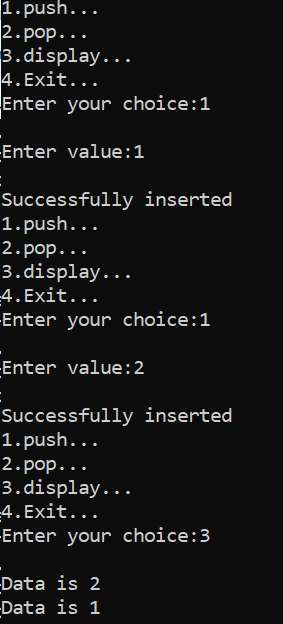 1.push...
2.pop...
3.display...
4.Exit...
Enter your choice:1
Enter value:1
Successfully inserted
1.push...
2.pop...
3.display...
4.Exit...
Enter your choice:1
Enter value:2
Successfully inserted
1.push...
2.pop...
3.display...
4.Exit...
Enter your choice:3
Data is 2
Data is 1